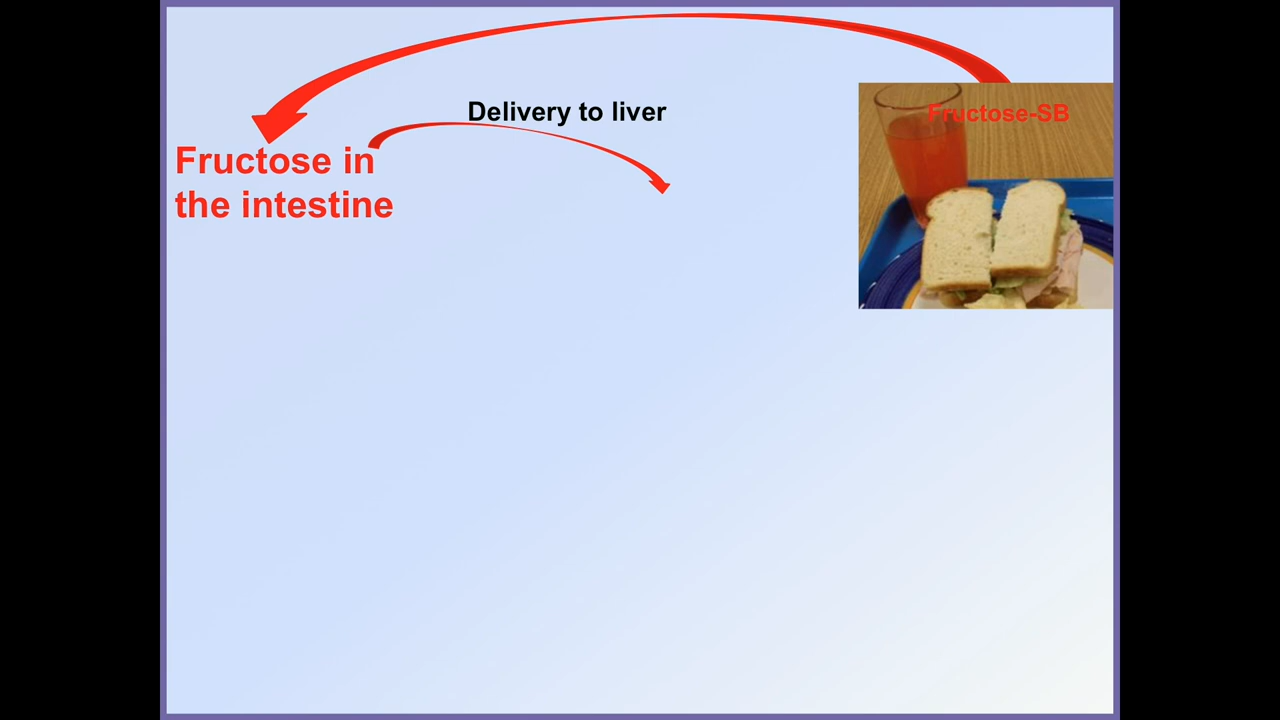 Delivery to liver
Fructose-SB
Fructose in
the intestine